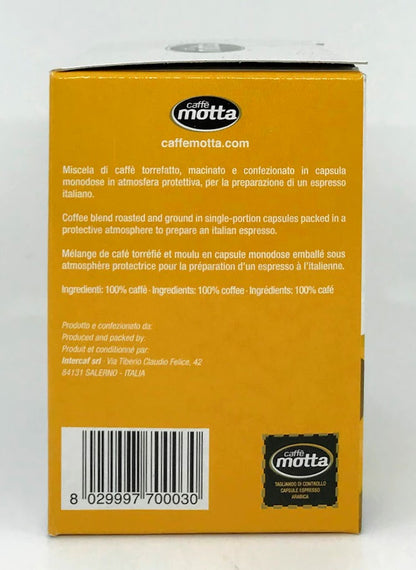 caffè
motta
caffemotta.com
Miscela di caffè torrefatto, macinato e confezionato in capsula
monodose in atmosfera protettiva, per la preparazione di un espresso
italiano.
Coffee blend roasted and ground in single-portion capsules packed in a
protective atmosphere to prepare an italian espresso.
Mélange de café torréfié et moulu en capsule monodose emballé sous
atmosphère protectrice pour la préparation d'un espresso à l'italienne.
Ingredienti: 100% caffè - Ingredients: 100% coffee - Ingrédients: 100% café
Prodotto e confezionato da:
Produced and packed by:
Produit et conditionné par:
Intercaf srl - Via Tiberio Claudio Felice, 42
84131 SALERNO - ITALIA
8 029997 700030
caffè
motta
TAGLIANDO DI CONTROLLO
CAPSULE ESPRESSO
ARABICA